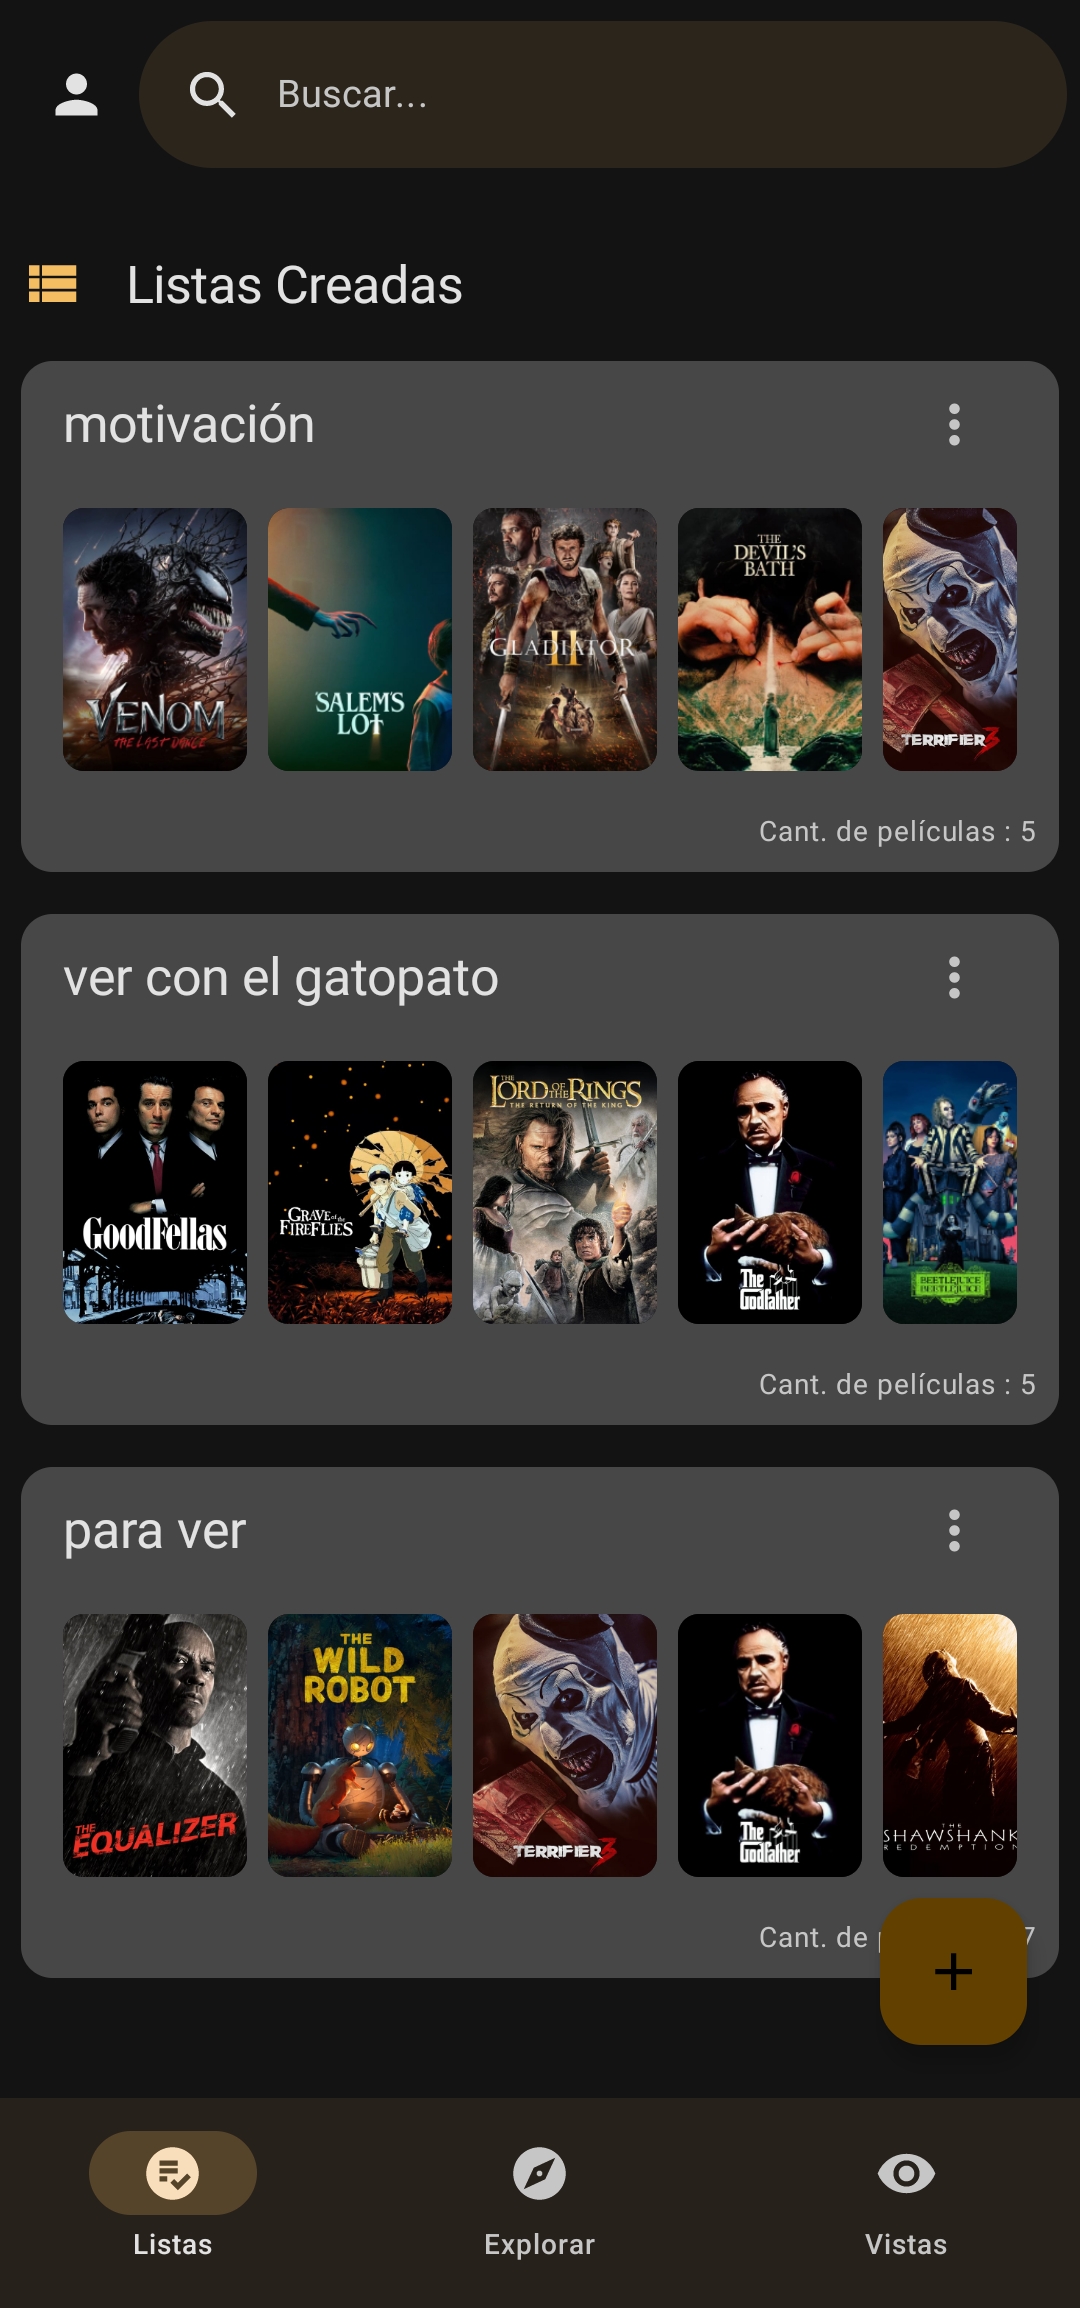 Buscar...
Listas Creadas
motivación
VENOM
THE LAST DANCE
'SALEM'S
LOT
GLADIATOR
II
THE
DEVIL'S
BATH
TERRIFIER 3
Cant. de películas : 5
ver con el gatopato
GoodFellas
GRAVE of the
FIREFLIES
THE
LORD OF THE RINGS
THE RETURN OF THE KING
The
Godfather
BEETLEJUICE
BEETLEJUICE
Cant. de películas : 5
para ver
THE
EQUALIZER
THE
WILD
ROBOT
TERRIFIER 3
The
Godfather
THE
SHAWSHANK
REDEMPTION
Cant. de
7
Listas
Explorar
Vistas